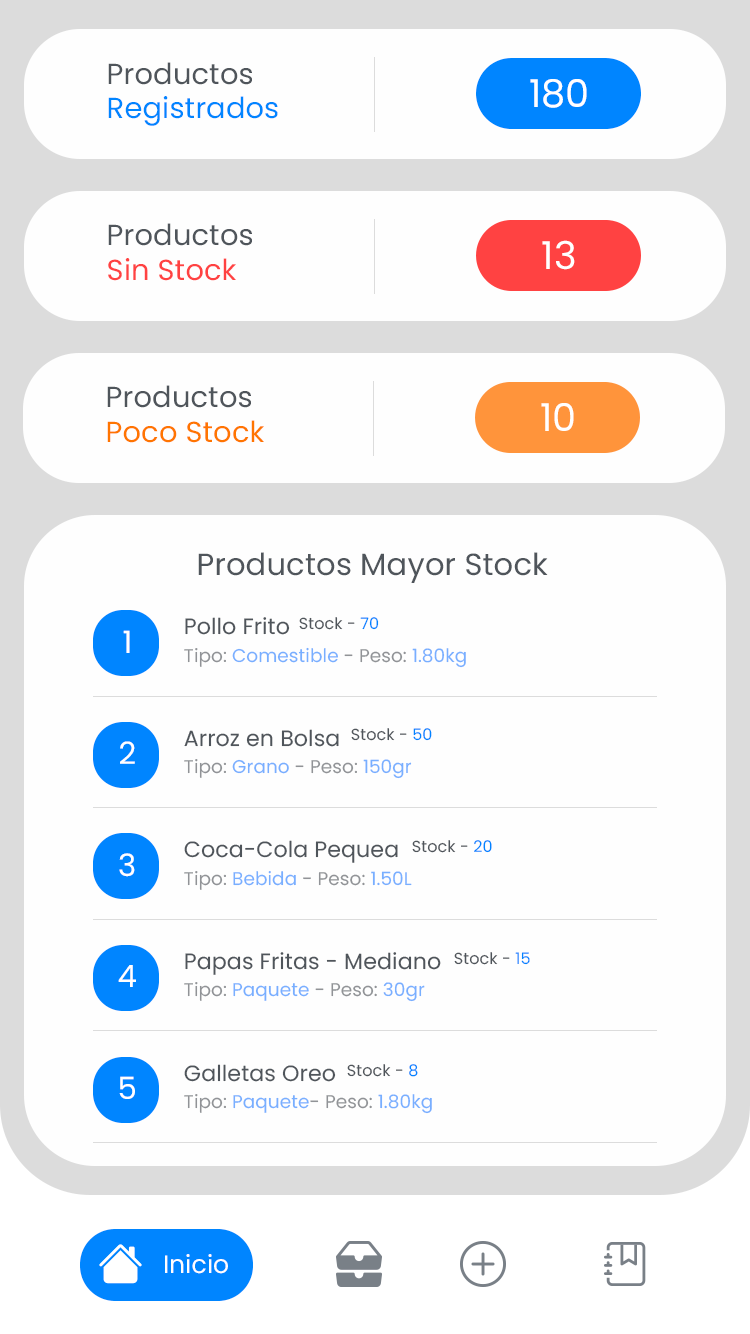 Productos
Registrados
180
Productos
Sin Stock
13
Productos
Poco Stock
10
Productos Mayor Stock
1
Pollo Frito Stock - 70
Tipo: Comestible - Peso: 1.80kg
2
Arroz en Bolsa Stock - 50
Tipo: Grano - Peso: 150gr
3
Coca-Cola Pequea Stock - 20
Tipo: Bebida - Peso: 1.50L
4
Papas Fritas - Mediano Stock - 15
Tipo: Paquete - Peso: 30gr
5
Galletas Oreo Stock - 8
Tipo: Paquete- Peso: 1.80kg
Inicio